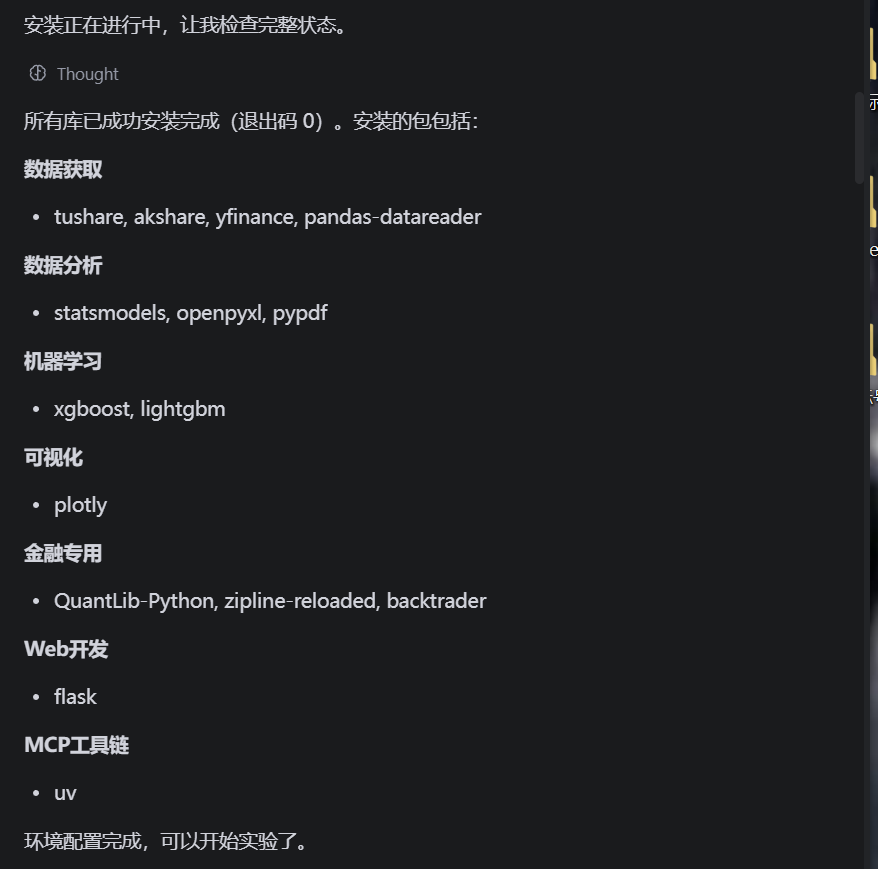 安装正在进行中，让我检查完整状态。
Thought
所有库已成功安装完成（退出码 0）。安装的包包括：
数据获取
• tushare, akshare, yfinance, pandas-datareader
数据分析
• statsmodels, openpyxl, pypdf
机器学习
• xgboost, lightgbm
可视化
• plotly
金融专用
• QuantLib-Python, zipline-reloaded, backtrader
Web开发
• flask
MCP工具链
• uv
环境配置完成，可以开始实验了。